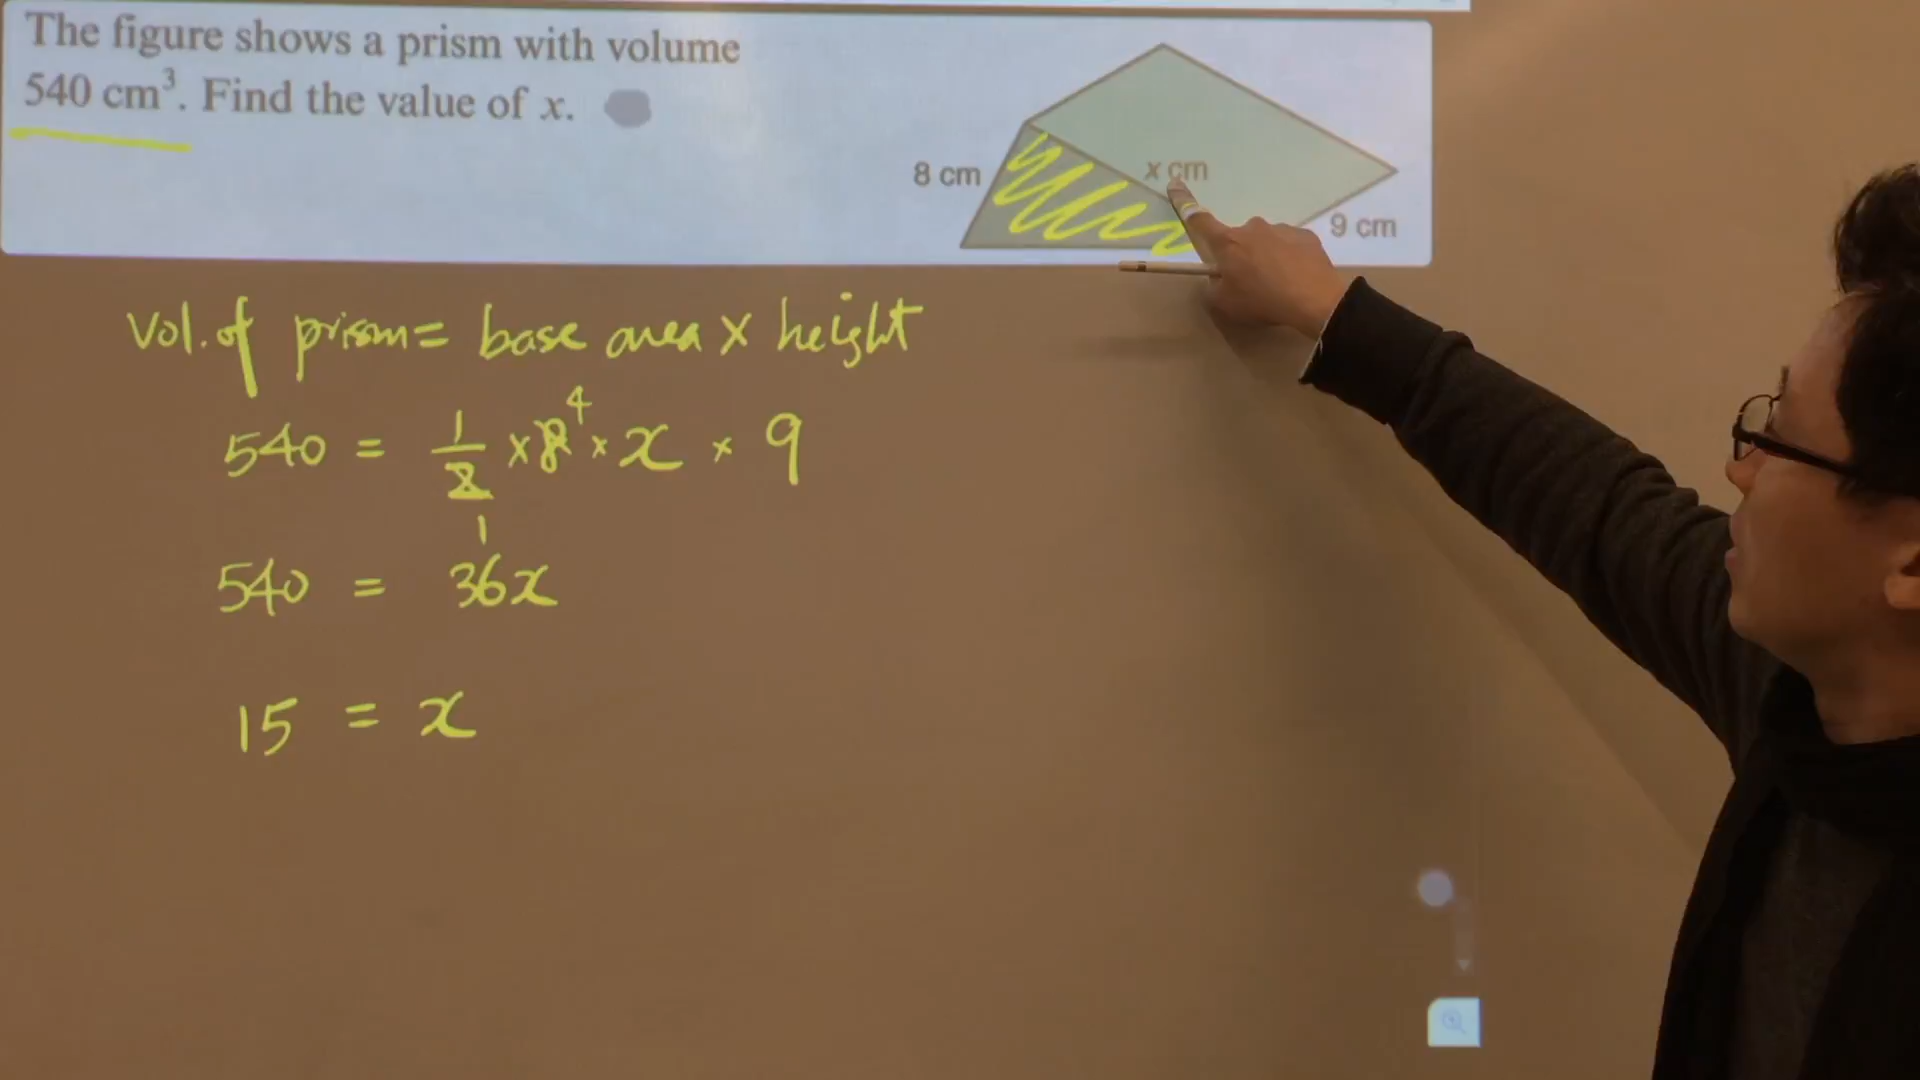 The figure shows a prism with volume
540 cm³. Find the value of x.
8 cm
x cm
9 cm
Vol. of prism = base area × height
540 = 1/2 × 8 4 × x × 9
1
540 = 36x
15 = x